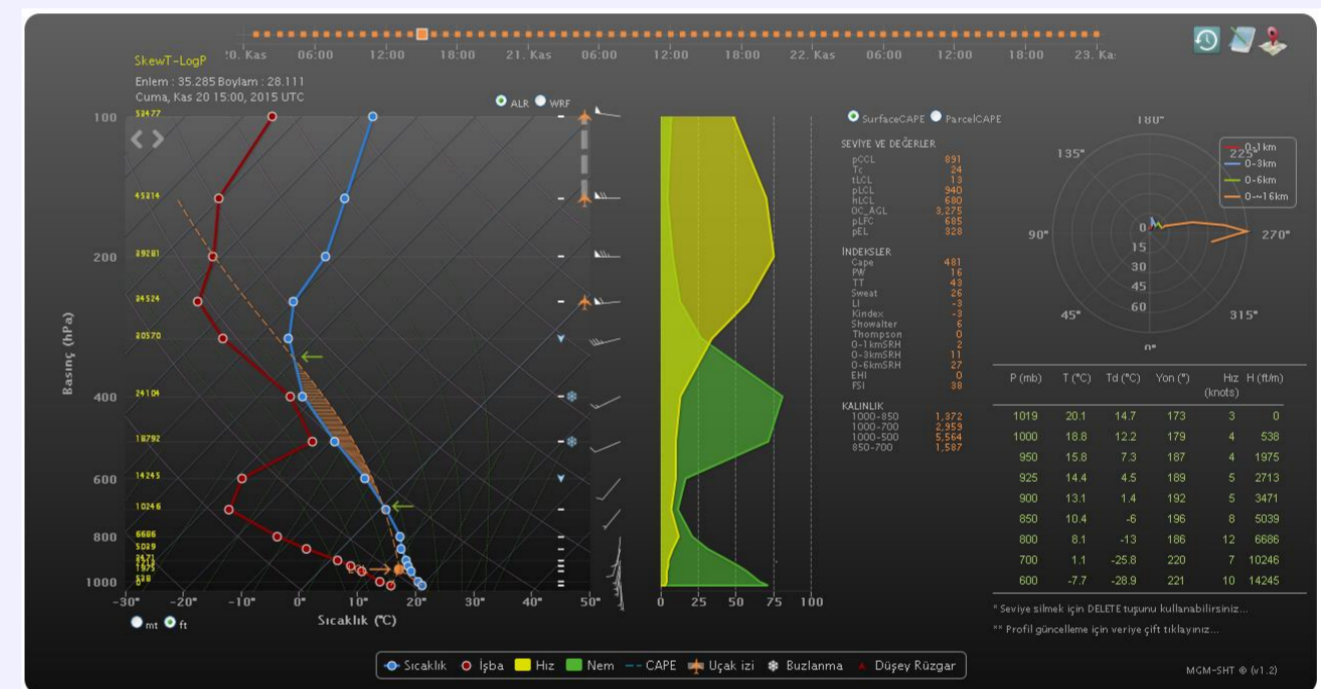 06:00 12:00 18:00 21. Kas 06:00 12:00 18:00 22. Kas 06:00 12:00 18:00 23. Ka:
SkewT-LogP
Enlem : 35.285 Boylam : 28.111
Cuma, Kas 20 15:00, 2015 UTC
ALR WRF
Basınç (hPa)
100
200
400
600
800
1000
53477
45314
39281
34524
30570
24104
18792
14245
10246
6686
5039
3471
-30° -20° -10° 0° 10° 20° 30° 40° 50°
Sıcaklık (°C)
mt ft
0 25 50 75 100
SurfaceCAPE ParcelCAPE
SEVİYE VE DEĞERLER
pCCL 891
Tc 24
tLCL 13
pLCL 940
hLCL 680
OC_AGL 3,275
pLFC 685
pEL 328
İNDEKSLER
Cape 481
PW 16
TT 43
Sweat 26
LI -3
Kindex -3
Showalter 6
Thompson 0
0-1kmSRH 2
0-3kmSRH 11
0-6kmSRH 27
EHI 0
FSI 38
KALINLIK
1000-850 1,372
1000-700 2,959
1000-500 5,564
850-700 1,587
180°
135° 225°
90° 270°
45° 315°
0°
0
15
30
45
60
0-1km
0-3km
0-6km
0-~16km
P (mb) T (°C) Td (°C) Yon (°) Hız (knots) H (ft/m)
1019 20.1 14.7 173 3 0
1000 18.8 12.2 179 4 538
950 15.8 7.3 187 4 1975
925 14.4 4.5 189 5 2713
900 13.1 1.4 192 5 3471
850 10.4 -6 196 8 5039
800 8.1 -13 186 12 6686
700 1.1 -25.8 220 7 10246
600 -7.7 -28.9 221 10 14245
* Seviye silmek için DELETE tuşunu kullanabilirsiniz...
** Profil güncelleme için veriye çift tıklayınız...
Sıcaklık İşba Hız Nem CAPE Uçak izi Buzlanma Düşey Rüzgar
MGM-SHT ® (v1.2)